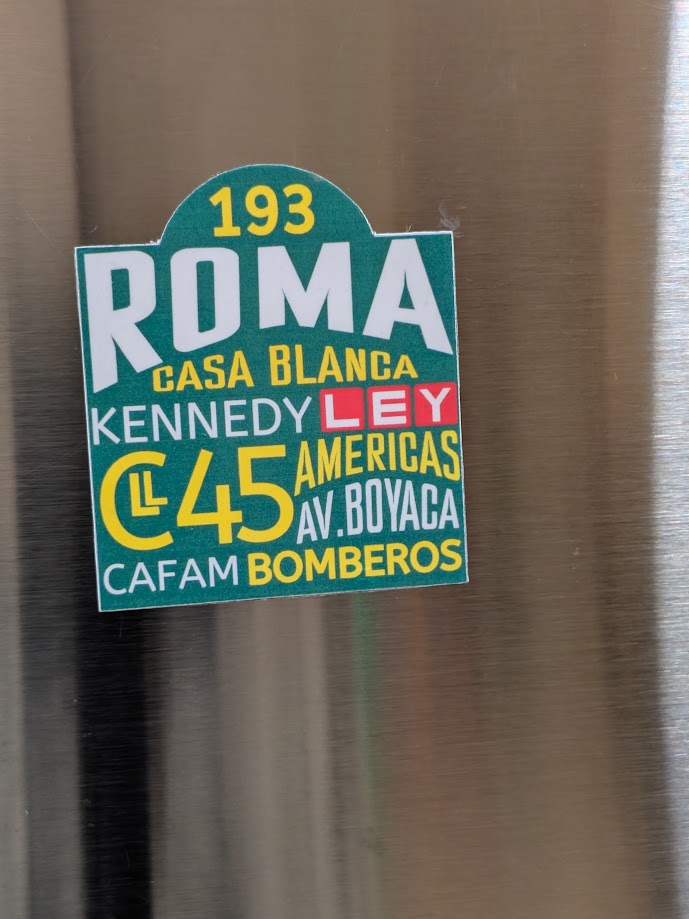 193
ROMA
CASA BLANCA
KENNEDY LEY
CLL 45 AMERICAS
AV. BOYACA
CAFAM BOMBEROS